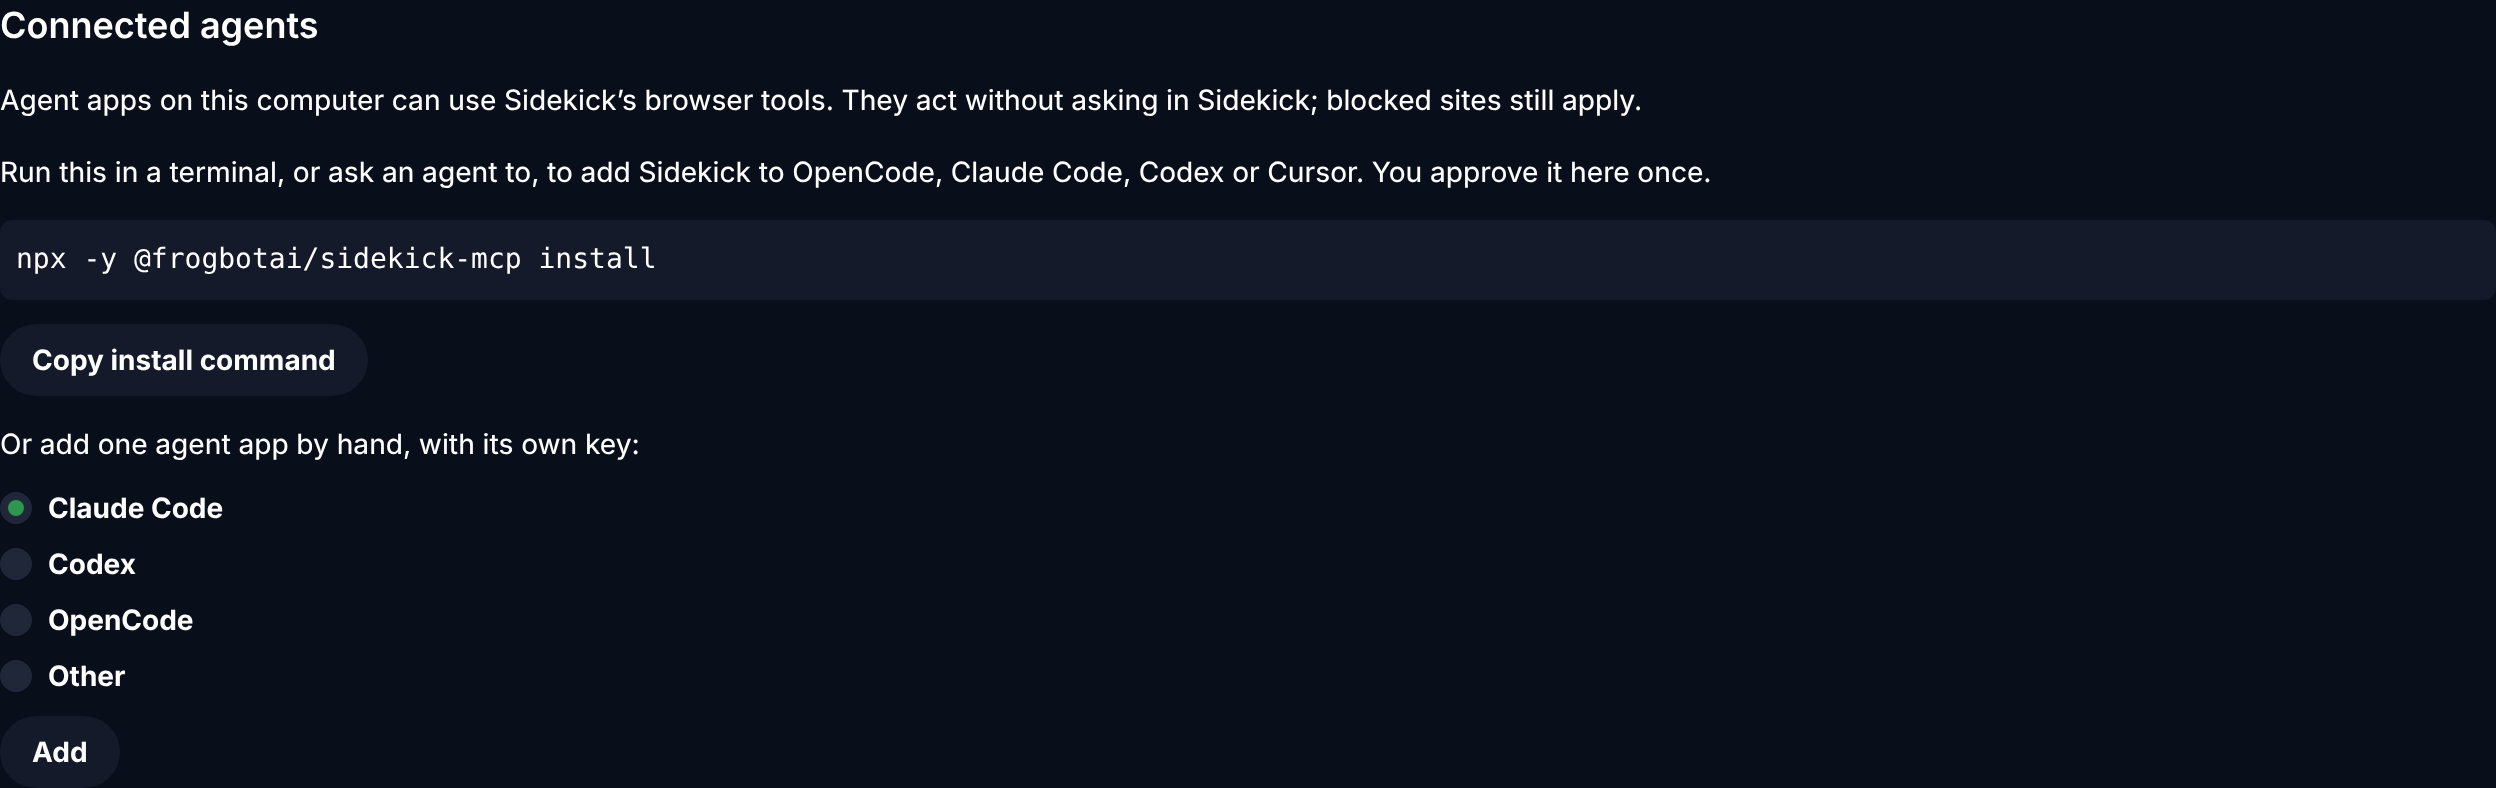 Connected agents
Agent apps on this computer can use Sidekick’s browser tools. They act without asking in Sidekick; blocked sites still apply.
Run this in a terminal, or ask an agent to, to add Sidekick to OpenCode, Claude Code, Codex or Cursor. You approve it here once.
npx -y @frogbotai/sidekick-mcp install
Copy install command
Or add one agent app by hand, with its own key:
Claude Code
Codex
OpenCode
Other
Add